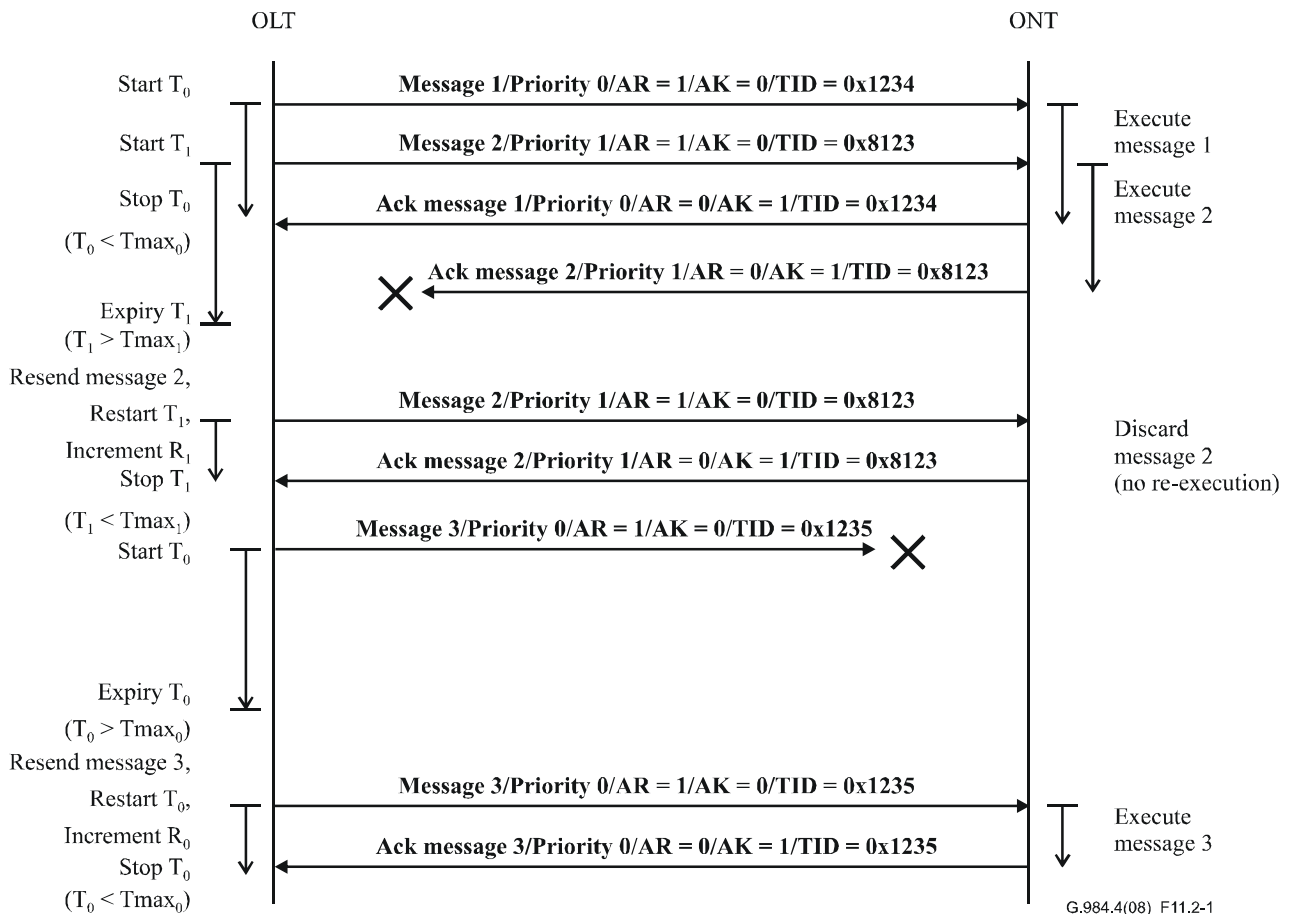 OLT ONT
Start T0
Message 1/Priority 0/AR = 1/AK = 0/TID = 0x1234
Execute
message 1
Start T1
Message 2/Priority 1/AR = 1/AK = 0/TID = 0x8123
Execute
message 2
Stop T0
(T0 < Tmax0)
Ack message 1/Priority 0/AR = 0/AK = 1/TID = 0x1234
Ack message 2/Priority 1/AR = 0/AK = 1/TID = 0x8123
Expiry T1
(T1 > Tmax1)
Resend message 2,
Restart T1,
Increment R1
Message 2/Priority 1/AR = 1/AK = 0/TID = 0x8123
Discard
message 2
(no re-execution)
Stop T1
(T1 < Tmax1)
Ack message 2/Priority 1/AR = 0/AK = 1/TID = 0x8123
Start T0
Message 3/Priority 0/AR = 1/AK = 0/TID = 0x1235
Expiry T0
(T0 > Tmax0)
Resend message 3,
Restart T0,
Increment R0
Message 3/Priority 0/AR = 1/AK = 0/TID = 0x1235
Execute
message 3
Stop T0
(T0 < Tmax0)
Ack message 3/Priority 0/AR = 0/AK = 1/TID = 0x1235
G.984.4(08)_F11.2-1